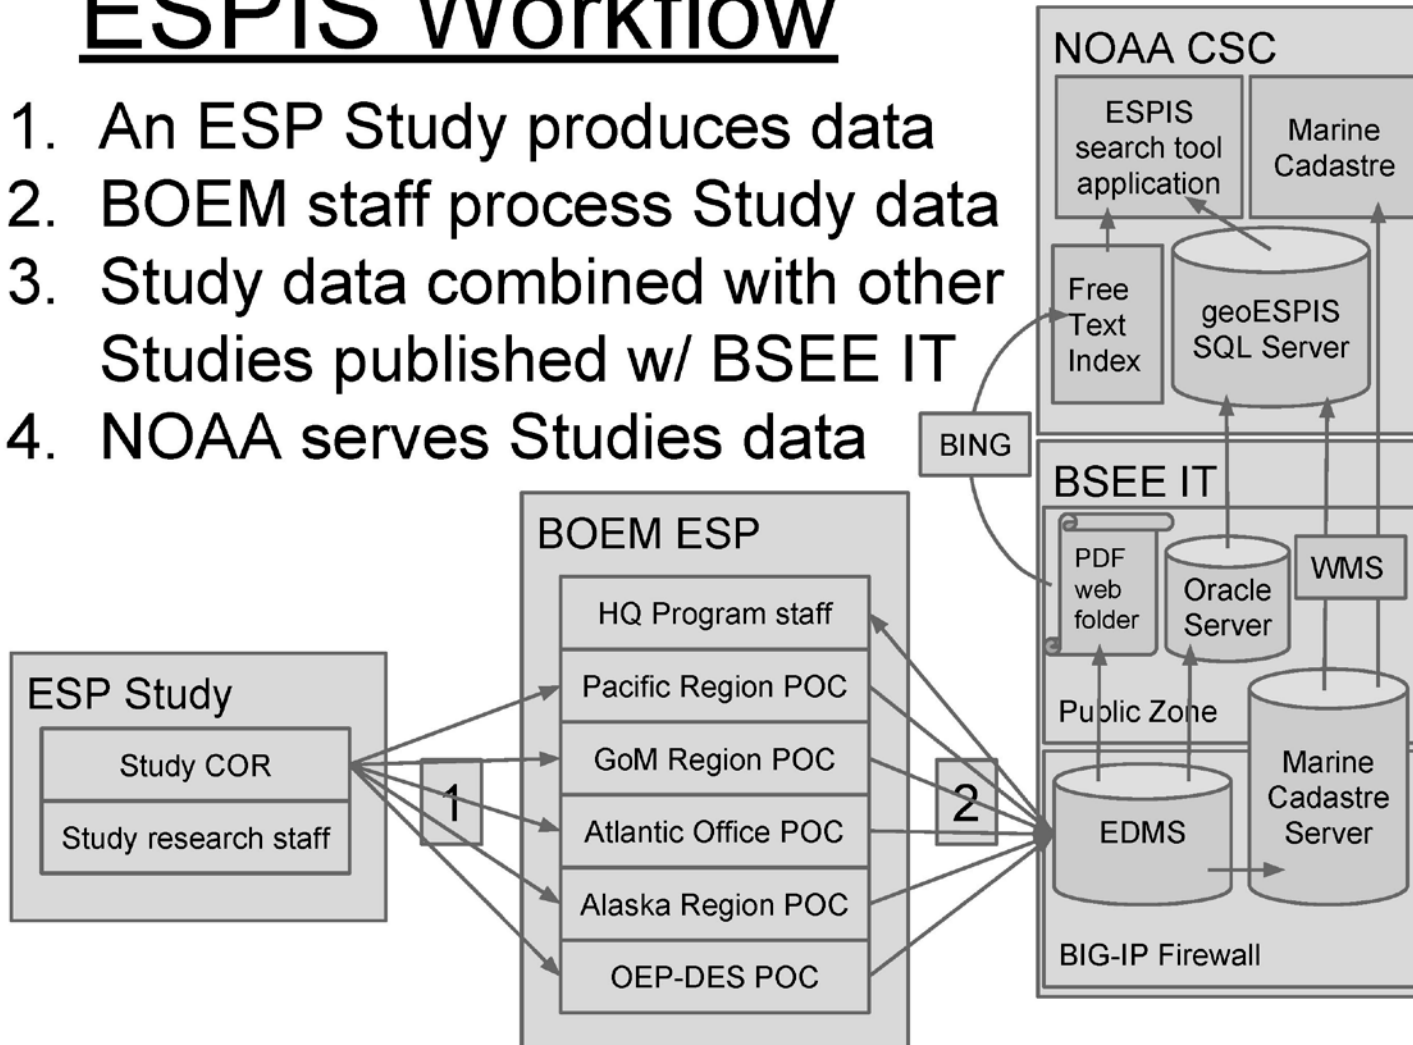 ESPIS Workflow
1. An ESP Study produces data
2. BOEM staff process Study data
3. Study data combined with other
Studies published w/ BSEE IT
4. NOAA serves Studies data
ESP Study
Study COR
Study research staff
1
BOEM ESP
HQ Program staff
Pacific Region POC
GoM Region POC
Atlantic Office POC
Alaska Region POC
OEP-DES POC
2
NOAA CSC
ESPIS
search tool
application
Marine
Cadastre
Free
Text
Index
geoESPIS
SQL Server
BING
BSEE IT
PDF
web
folder
Oracle
Server
WMS
Public Zone
EDMS
Marine
Cadastre
Server
BIG-IP Firewall